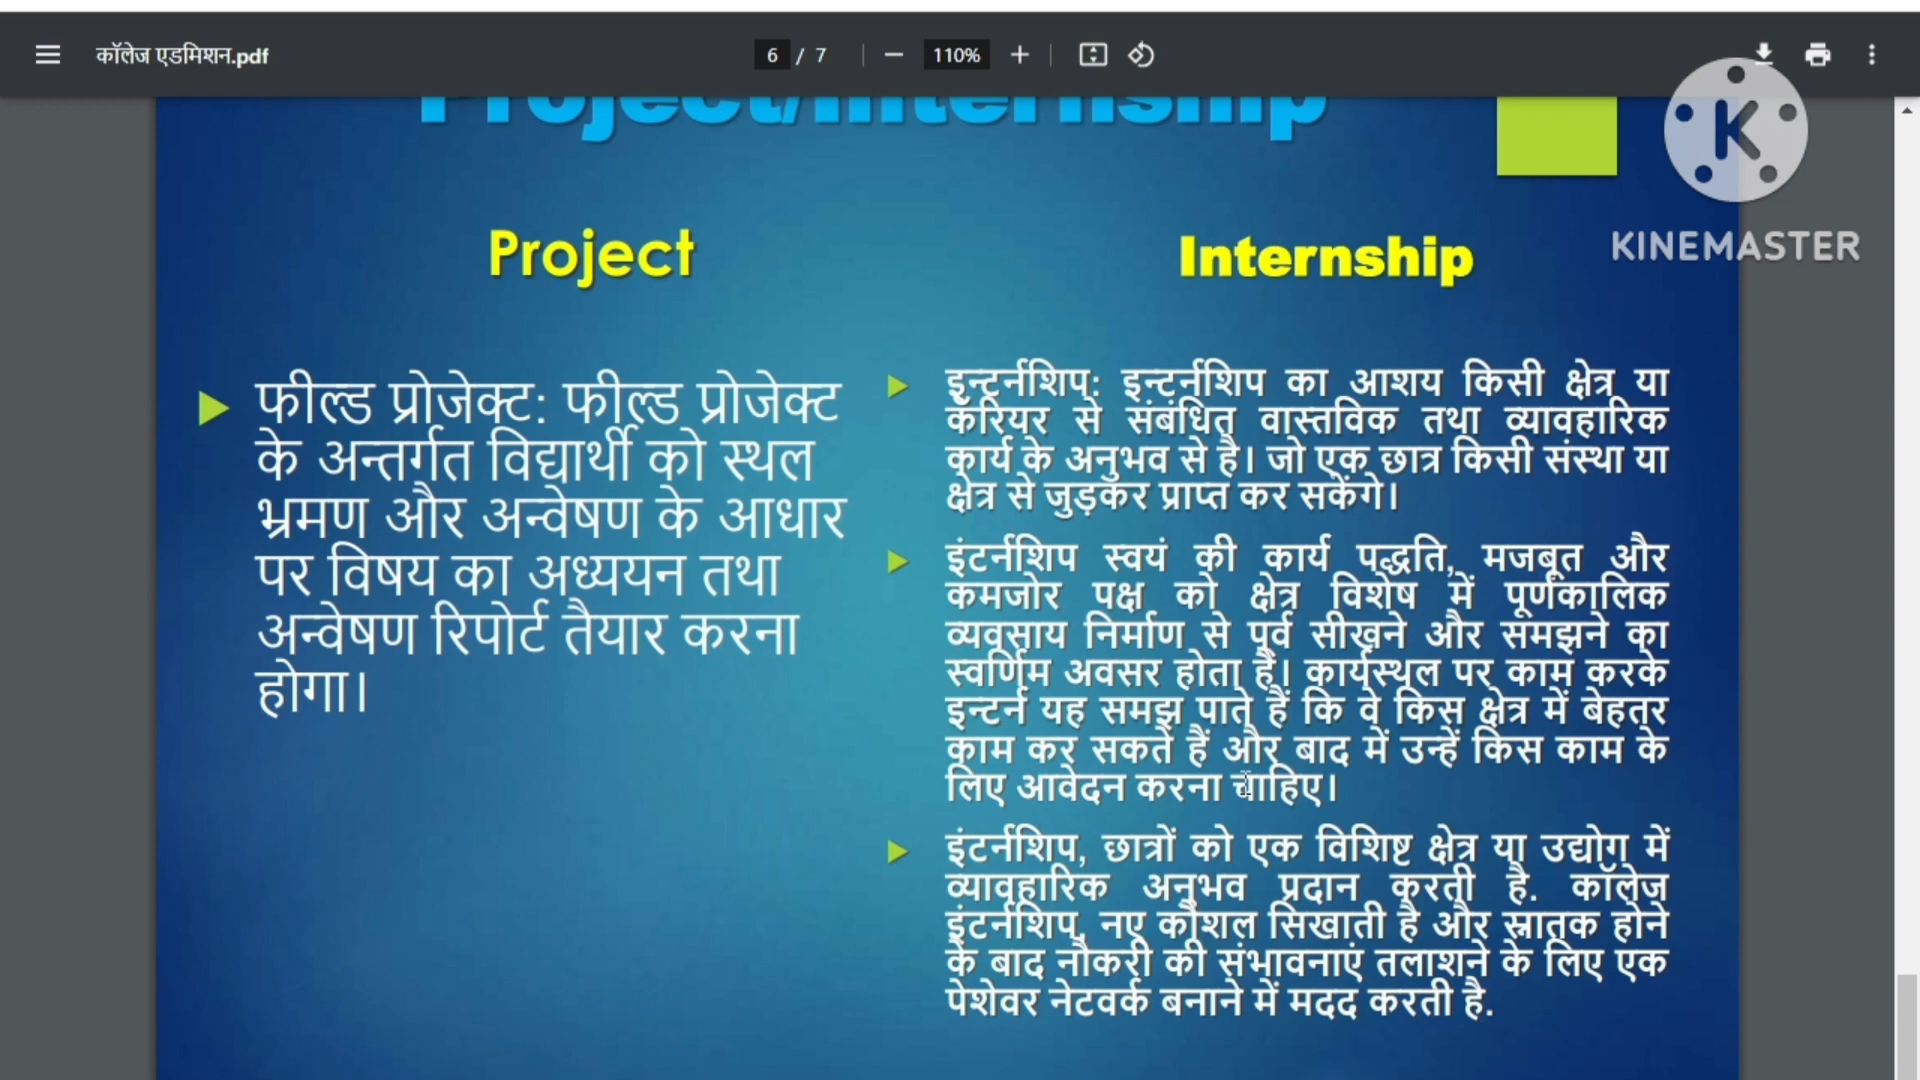 कॉलेज एडमिशन.pdf
6 / 7
110%
Project/Internship
KINEMASTER
Project
फील्ड प्रोजेक्ट: फील्ड प्रोजेक्ट
के अन्तर्गत विद्यार्थी को स्थल
भ्रमण और अन्वेषण के आधार
पर विषय का अध्ययन तथा
अन्वेषण रिपोर्ट तैयार करना
होगा।
Internship
इन्टर्नशिप: इन्टर्नशिप का आशय किसी क्षेत्र या
करियर से संबंधित वास्तविक तथा व्यावहारिक
कार्य के अनुभव से है। जो एक छात्र किसी संस्था या
क्षेत्र से जुड़कर प्राप्त कर सकेंगे।
इंटर्नशिप स्वयं की कार्य पद्धति, मजबूत और
कमजोर पक्ष को क्षेत्र विशेष में पूर्णकालिक
व्यवसाय निर्माण से पूर्व सीखने और समझने का
स्वर्णिम अवसर होता है। कार्यस्थल पर काम करके
इन्टर्न यह समझ पाते हैं कि वे किस क्षेत्र में बेहतर
काम कर सकते हैं और बाद में उन्हें किस काम के
लिए आवेदन करना चाहिए।
इंटर्नशिप, छात्रों को एक विशिष्ट क्षेत्र या उद्योग में
व्यावहारिक अनुभव प्रदान करती है. कॉलेज
इंटर्नशिप, नए कौशल सिखाती है और स्नातक होने
के बाद नौकरी की संभावनाएं तलाशने के लिए एक
पेशेवर नेटवर्क बनाने में मदद करती है.